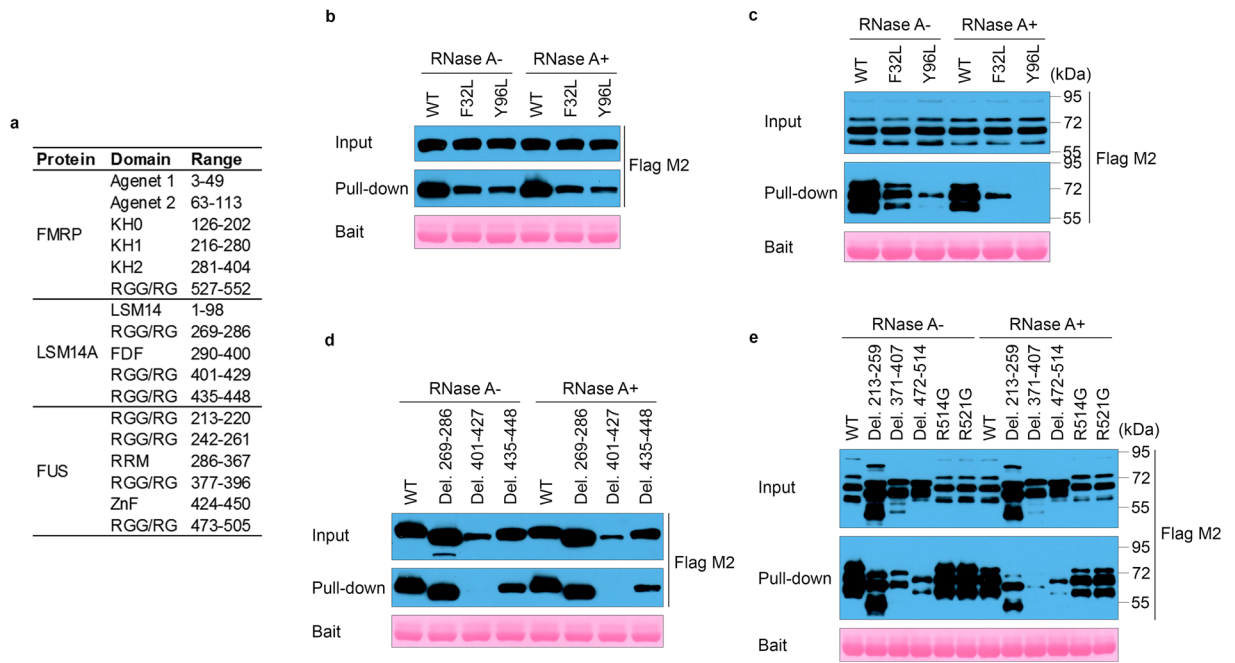 a
Protein Domain Range
FMRP
Agenet 1 3-49
Agenet 2 63-113
KH0 126-202
KH1 216-280
KH2 281-404
RGG/RG 527-552
LSM14A
LSM14 1-98
RGG/RG 269-286
FDF 290-400
RGG/RG 401-429
RGG/RG 435-448
FUS
RGG/RG 213-220
RGG/RG 242-261
RRM 286-367
RGG/RG 377-396
ZnF 424-450
RGG/RG 473-505
b
RNase A- RNase A+
WT F32L Y96L WT F32L Y96L
Input
Pull-down
Bait
Flag M2
c
RNase A- RNase A+
WT F32L Y96L WT F32L Y96L (kDa)
Input
95
72
55
Pull-down
95
72
55
Bait
Flag M2
d
RNase A- RNase A+
WT Del. 269-286 Del. 401-427 Del. 435-448 WT Del. 269-286 Del. 401-427 Del. 435-448
Input
Pull-down
Bait
Flag M2
e
RNase A- RNase A+
WT Del. 213-259 Del. 371-407 Del. 472-514 R514G R521G WT Del. 213-259 Del. 371-407 Del. 472-514 R514G R521G (kDa)
Input
95
72
55
Pull-down
95
72
55
Bait
Flag M2